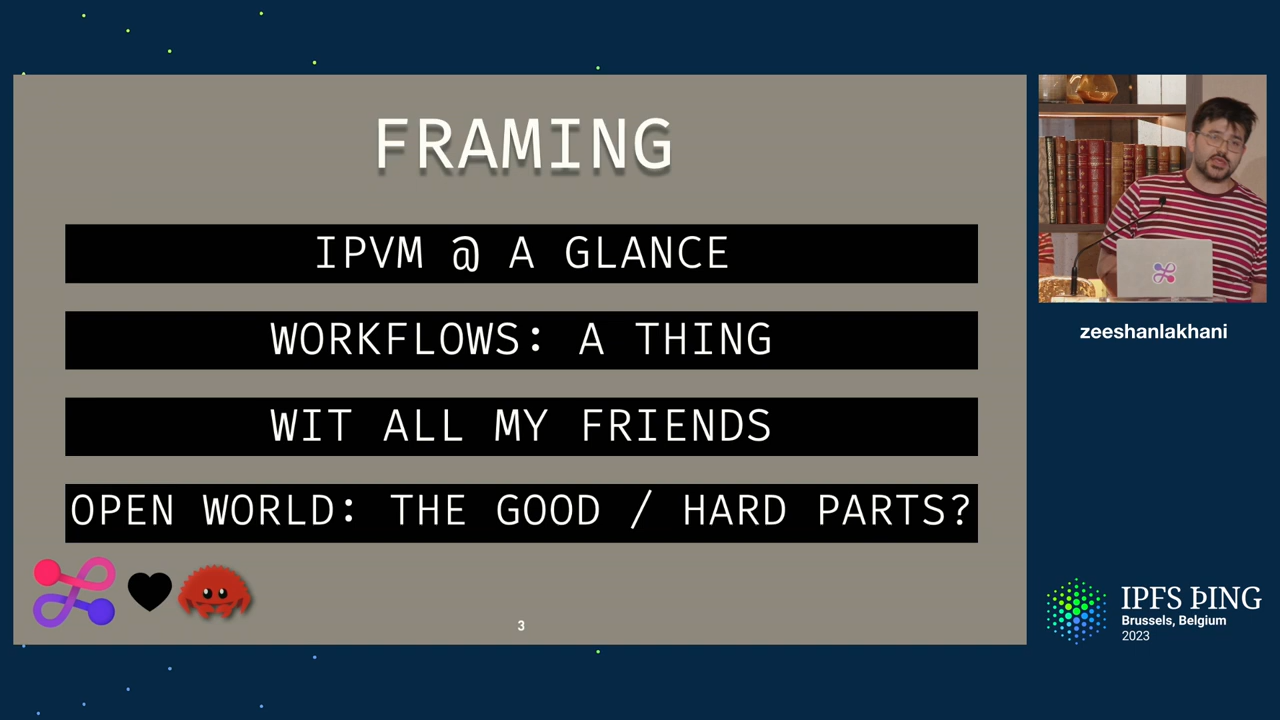 FRAMING
IPVM @ A GLANCE
WORKFLOWS: A THING
WIT ALL MY FRIENDS
OPEN WORLD: THE GOOD / HARD PARTS?
3
zeeshanlakhani
IPFS ÞING
Brussels, Belgium
2023